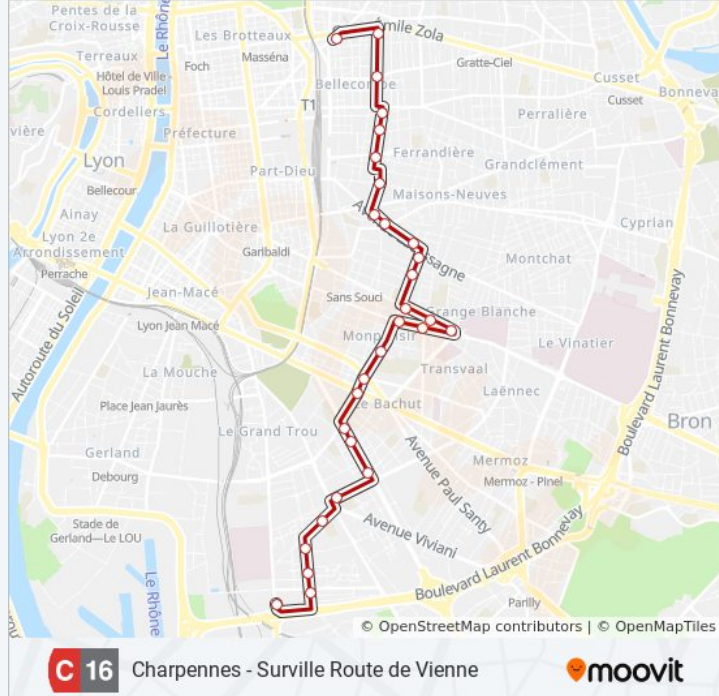 Pentes de la
Croix-Rousse
Le Rhône
Les Brotteaux
Émile Zola
Masséna
Gratte-Ciel
Terreaux
Foch
Hôtel de Ville -
Louis Pradel
Bellecombe
Cusset
Cusset
Bonneva
Cordeliers
T1
Perralière
vière
Préfecture
Ferrandière
Lyon
Part-Dieu
Grandclément
Bellecour
Maisons-Neuves
Ainay
La Guillotière
Cyprian
Lyon 2e
Arrondissement
Garibaldi
Montchat
Perrache
Jean-Macé
Sans Souci
Grange Blanche
Lyon Jean Macé
Monplaisir
Le Vinatier
Autoroute du Soleil
Boulevard Laurent Bonnevay
La Mouche
Transvaal
Laënnec
Place Jean Jaurès
Le Bachut
Bron
Le Grand Trou
Gerland
Mermoz
Debourg
Avenue Paul Santy
Mermoz - Pinel
Stade de
Gerland—Le LOU
Avenue Viviani
Boulevard Laurent Bonnevay
Le Rhône
Parilly
© OpenStreetMap contributors | © OpenMapTiles
C 16 Charpennes - Surville Route de Vienne
moovit